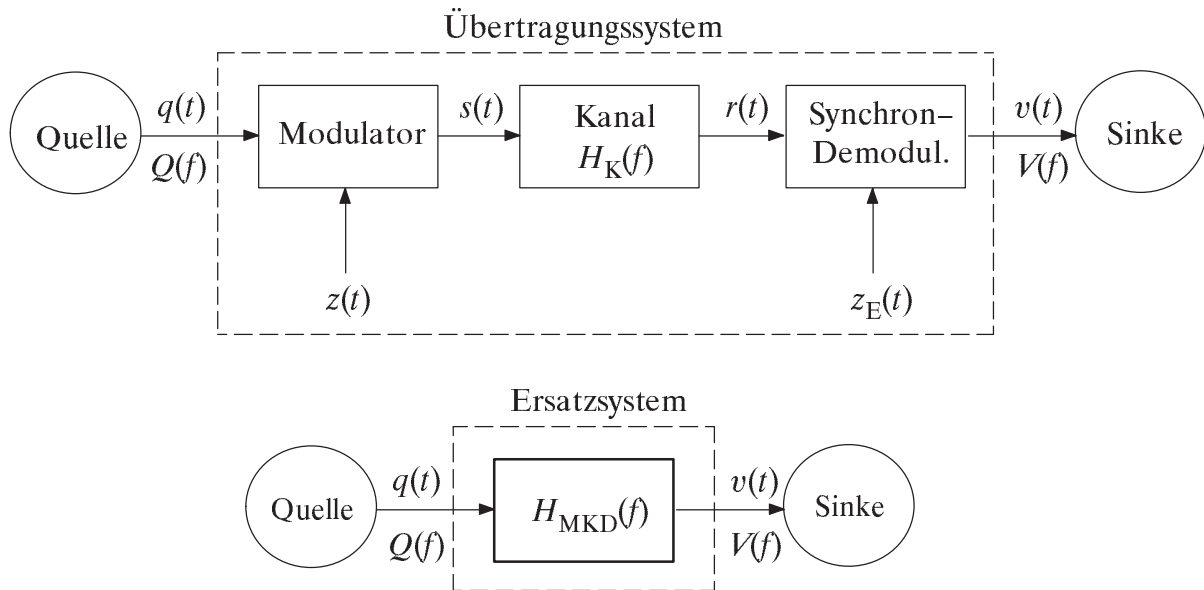 Übertragungssystem
Quelle
q(t)
Q(f)
Modulator
s(t)
Kanal
H_K(f)
r(t)
Synchron–
Demodul.
v(t)
V(f)
Sinke
z(t)
z_E(t)
Ersatzsystem
Quelle
q(t)
Q(f)
H_MKD(f)
v(t)
V(f)
Sinke